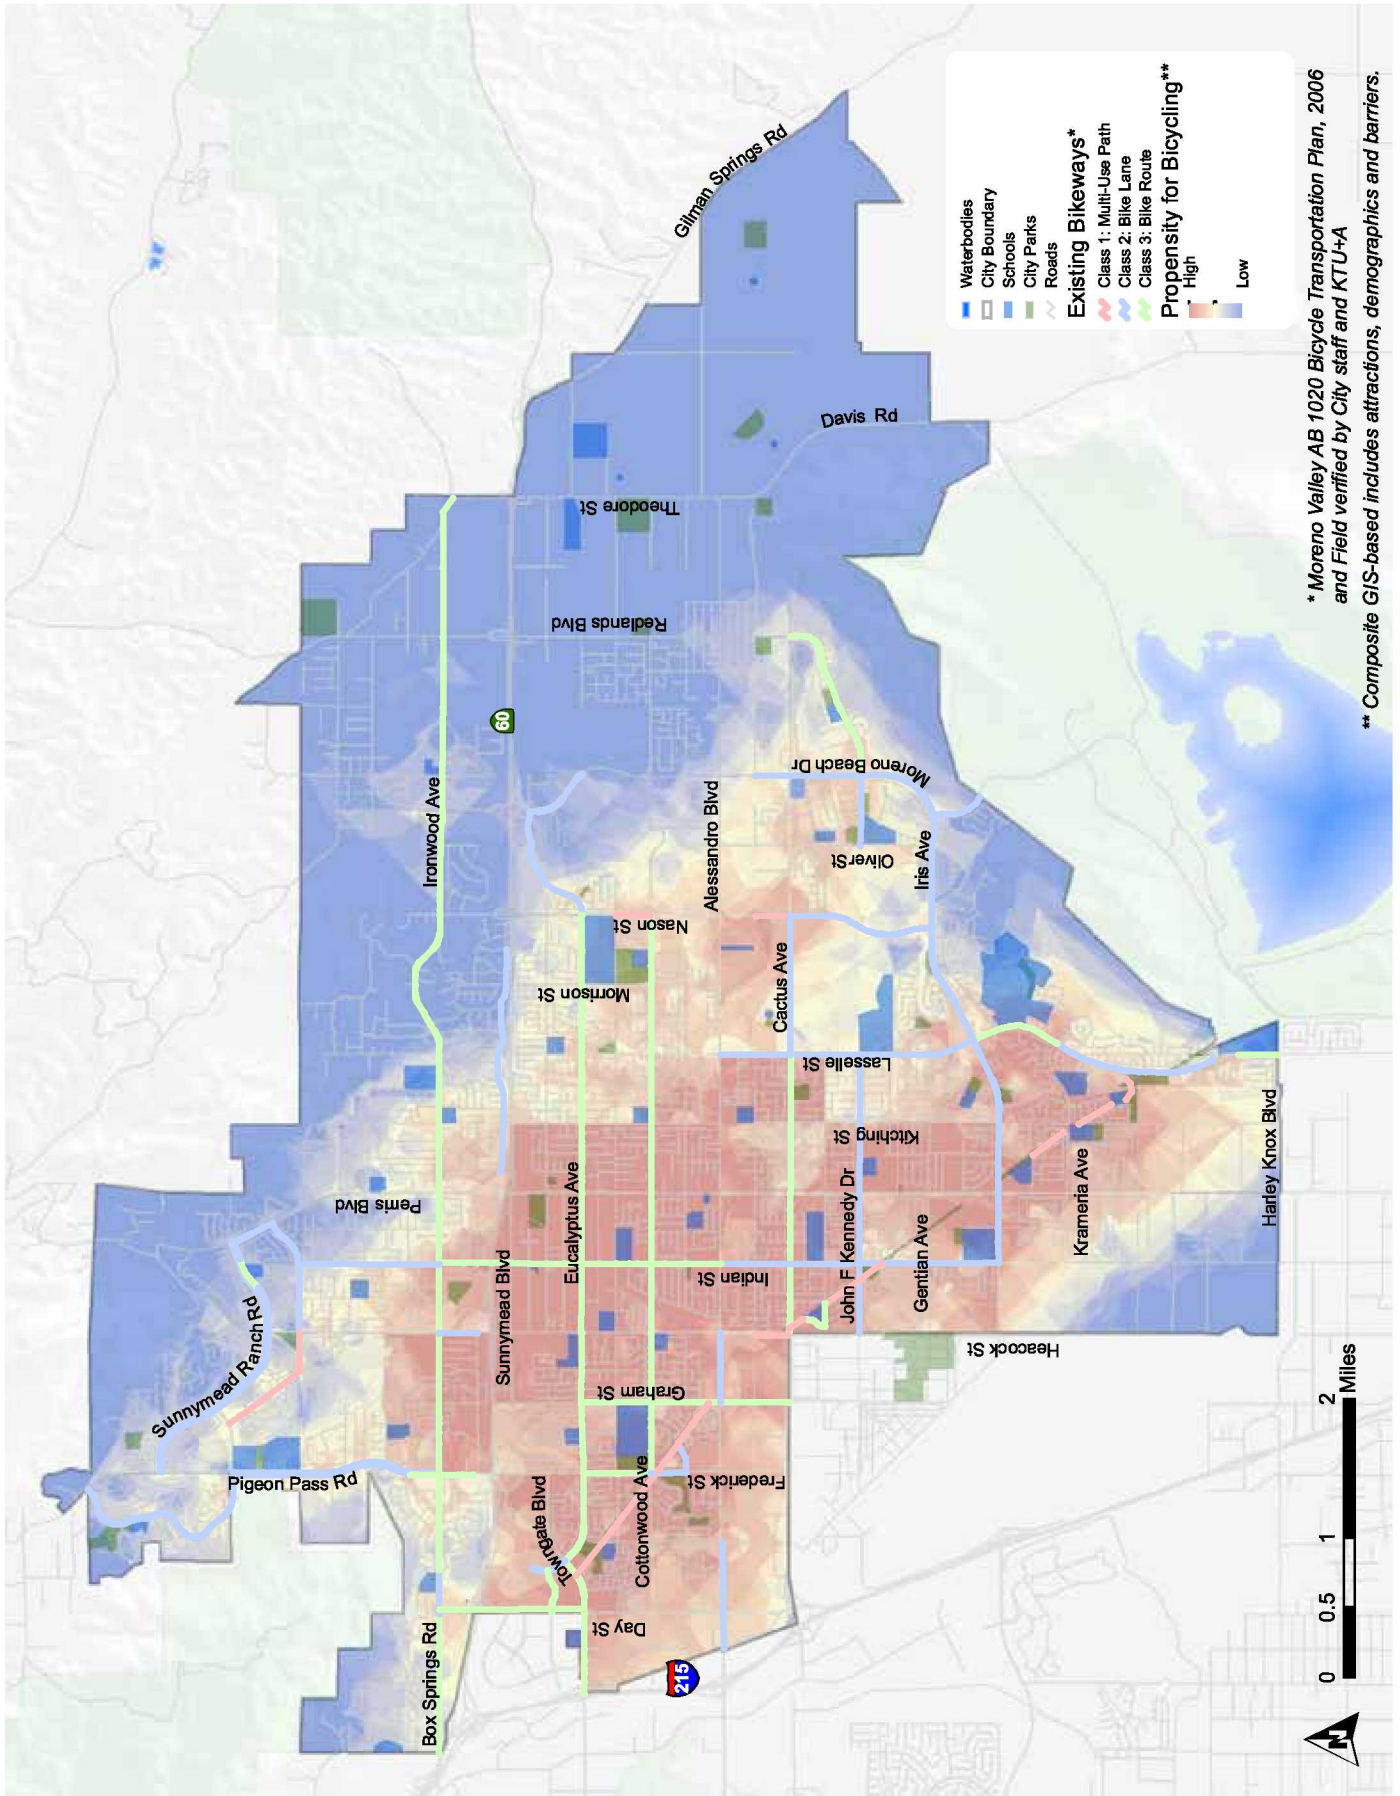 Gilman Springs Rd
Davis Rd
Theodore St
Redlands Blvd
60
Ironwood Ave
Moreno Beach Dr
Alessandro Blvd
Oliver St
Iris Ave
Nason St
Morrison St
Cactus Ave
Lasselle St
Kitching St
Perris Blvd
Eucalyptus Ave
John F Kennedy Dr
Gentian Ave
Krameria Ave
Harley Knox Blvd
Indian St
Sunnymead Blvd
Sunnymead Ranch Rd
Heacock St
Graham St
Pigeon Pass Rd
Frederick St
Towngate Blvd
Cottonwood Ave
Day St
Box Springs Rd
215
Waterbodies
City Boundary
Schools
City Parks
Roads
Existing Bikeways*
Class 1: Multi-Use Path
Class 2: Bike Lane
Class 3: Bike Route
Propensity for Bicycling**
High
Low
* Moreno Valley AB 1020 Bicycle Transportation Plan, 2006
and Field verified by City staff and KTU+A
** Composite GIS-based includes attractions, demographics and barriers.
0 0.5 1 2
Miles
N